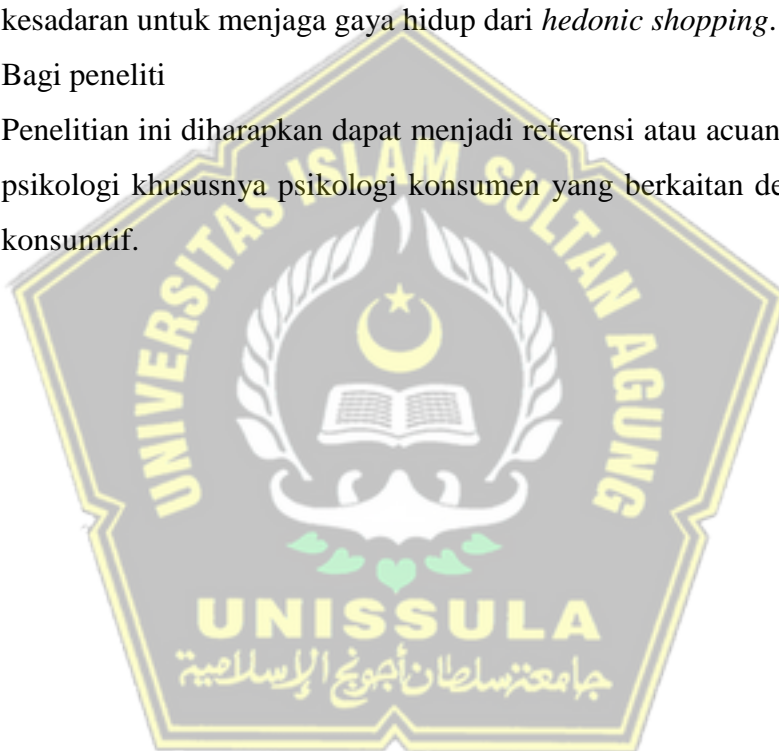 kesadaran untuk menjaga gaya hidup dari hedonic shopping.
Bagi peneliti
Penelitian ini diharapkan dapat menjadi referensi atau acuan
psikologi khususnya psikologi konsumen yang berkaitan de
konsumtif.
UNIVERSITAS ISLAM SULTAN AGUNG
UNISSULA
جامعة سلطان أجونج الإسلامية